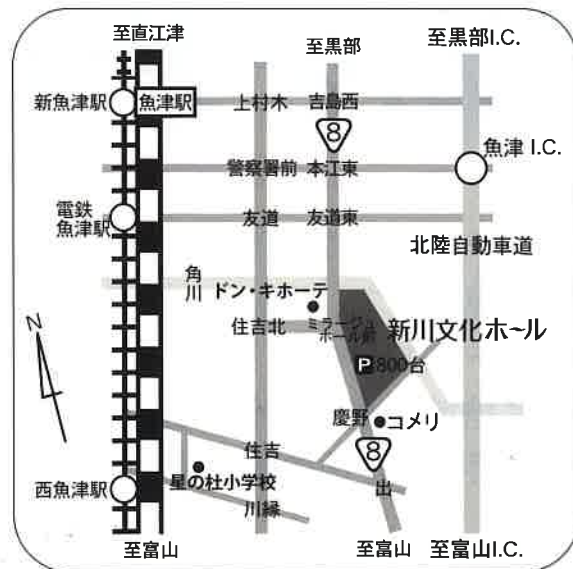 至直江津
至黒部
至黒部I.C.
新魚津駅
魚津駅
上村木
吉島西
8
魚津 I.C.
警察署前
本江東
電鉄
魚津駅
友道
友道東
北陸自動車道
角
川
ドン・キホーテ
住吉北
ミラージュ
ホール前
新川文化ホール
P 800台
N
慶野
コメリ
住吉
8
西魚津駅
星の杜小学校
川縁
出
至富山
至富山
至富山I.C.